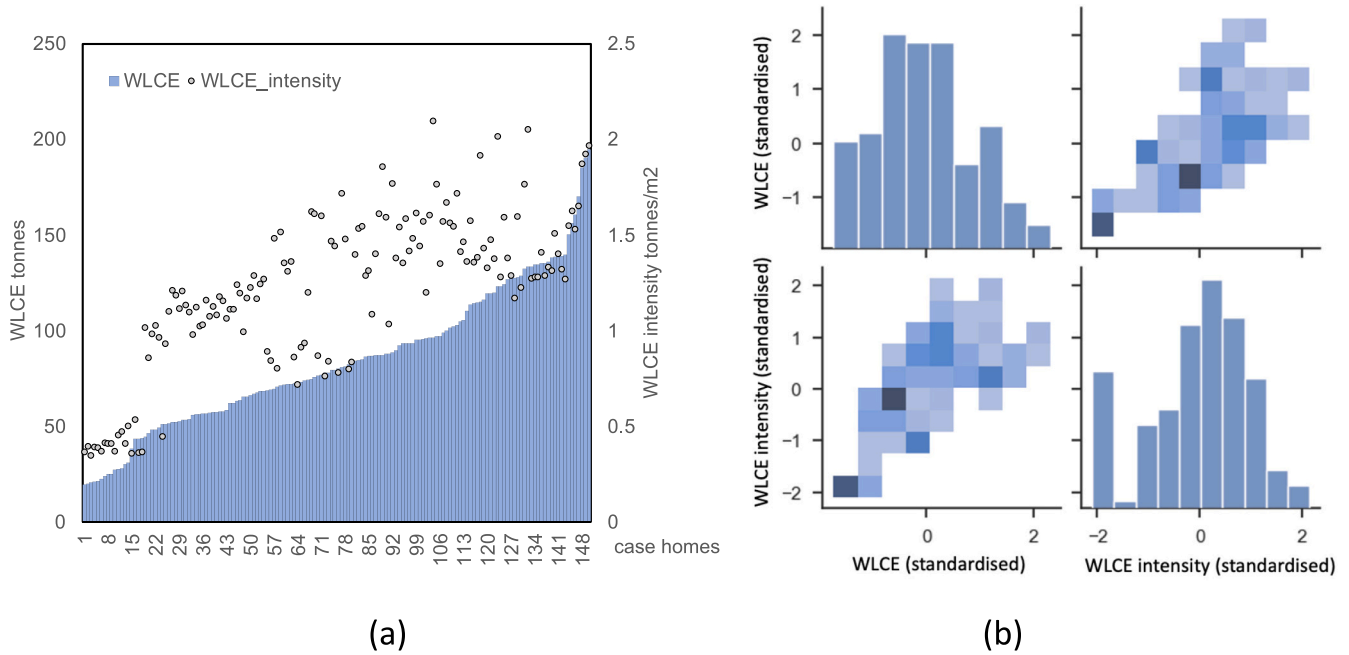 250
200
150
100
50
0
WLCE tonnes
WLCE WLCE_intensity
2.5
2
1.5
1
0.5
0
WLCE intensity tonnes/m2
1 8 15 22 29 36 43 50 57 64 71 78 85 92 99 106 113 120 127 134 141 148
case homes
(a)
WLCE (standardised)
2
1
0
−1
WLCE intensity (standardised)
2
1
0
−1
−2
0
WLCE (standardised)
−2 0 2
WLCE intensity (standardised)
(b)